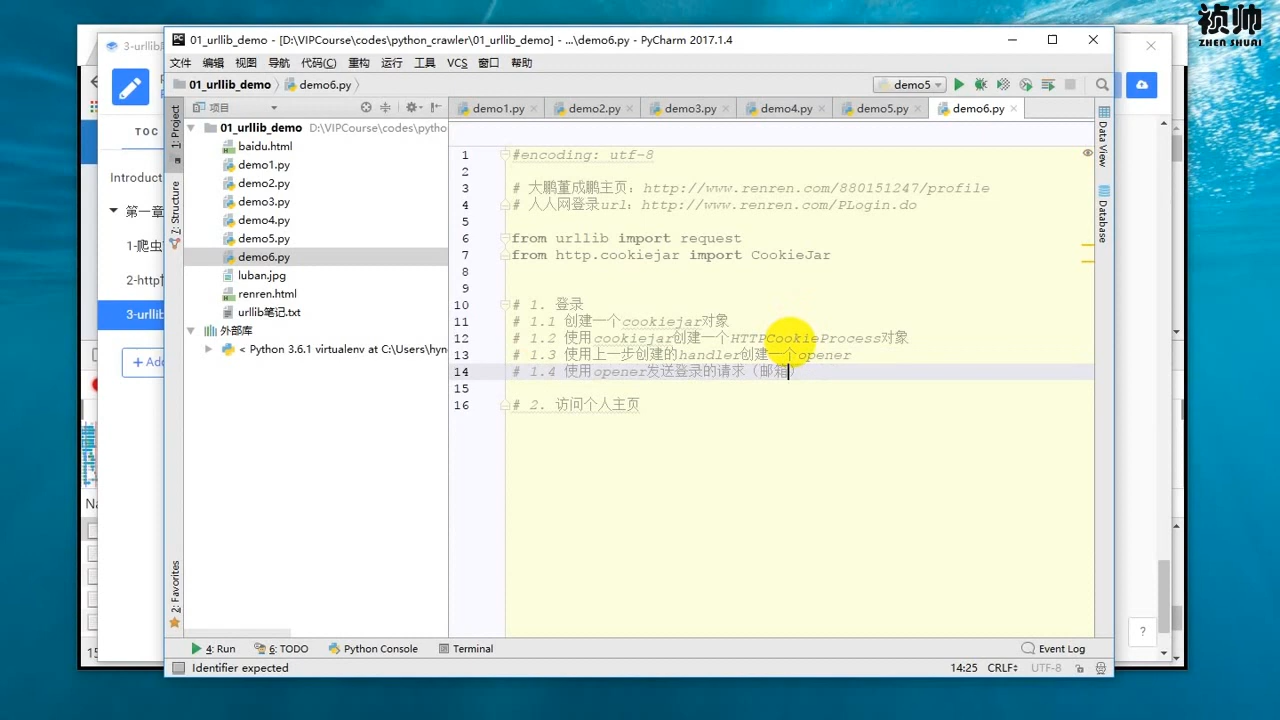 祯帅
ZHEN SHUAI
3-urllib
01_urllib_demo - [D:\VIPCourse\codes\python_crawler\01_urllib_demo] - ...\demo6.py - PyCharm 2017.1.4
文件 编辑 视图 导航 代码(C) 重构 运行 工具 VCS 窗口 帮助
01_urllib_demo demo6.py demo5
1: Project
项目
demo1.py demo2.py demo3.py demo4.py demo5.py demo6.py
01_urllib_demo D:\VIPCourse\codes\pytho
baidu.html
demo1.py
demo2.py
demo3.py
demo4.py
demo5.py
demo6.py
luban.jpg
renren.html
urllib笔记.txt
外部库
< Python 3.6.1 virtualenv at C:\Users\hyn
TOC
Introduct
第一章
1-爬虫
2-http
3-urllib
Add
7: Structure
2: Favorites
Data View
Database
1 #encoding: utf-8
2
3 # 大鹏董成鹏主页：http://www.renren.com/880151247/profile
4 # 人人网登录url：http://www.renren.com/PLogin.do
5
6 from urllib import request
7 from http.cookiejar import CookieJar
8
9
10 # 1. 登录
11 # 1.1 创建一个cookiejar对象
12 # 1.2 使用cookiejar创建一个HTTPCookieProcess对象
13 # 1.3 使用上一步创建的handler创建一个opener
14 # 1.4 使用opener发送登录的请求（邮箱）
15
16 # 2. 访问个人主页
Na
15
?
4: Run 6: TODO Python Console Terminal Event Log
Identifier expected 14:25 CRLF UTF-8